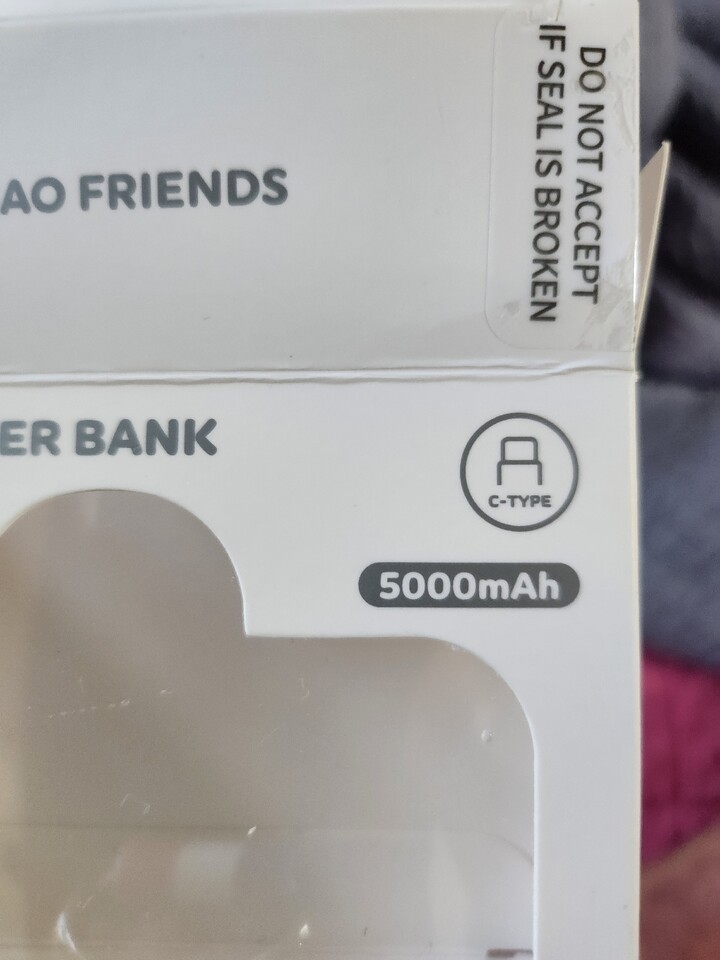 AO FRIENDS
DO NOT ACCEPT
IF SEAL IS BROKEN
ER BANK
C-TYPE
5000mAh